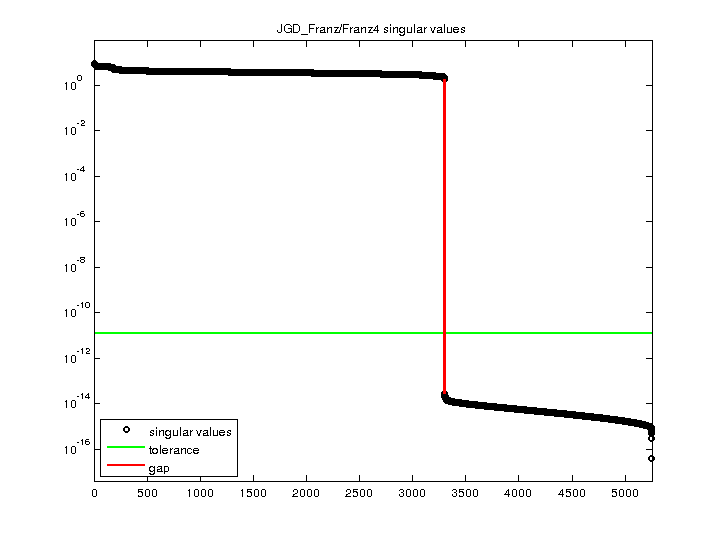 JGD_Franz/Franz4 singular values
10^0
10^-2
10^-4
10^-6
10^-8
10^-10
10^-12
10^-14
10^-16
singular values
tolerance
gap
0 500 1000 1500 2000 2500 3000 3500 4000 4500 5000